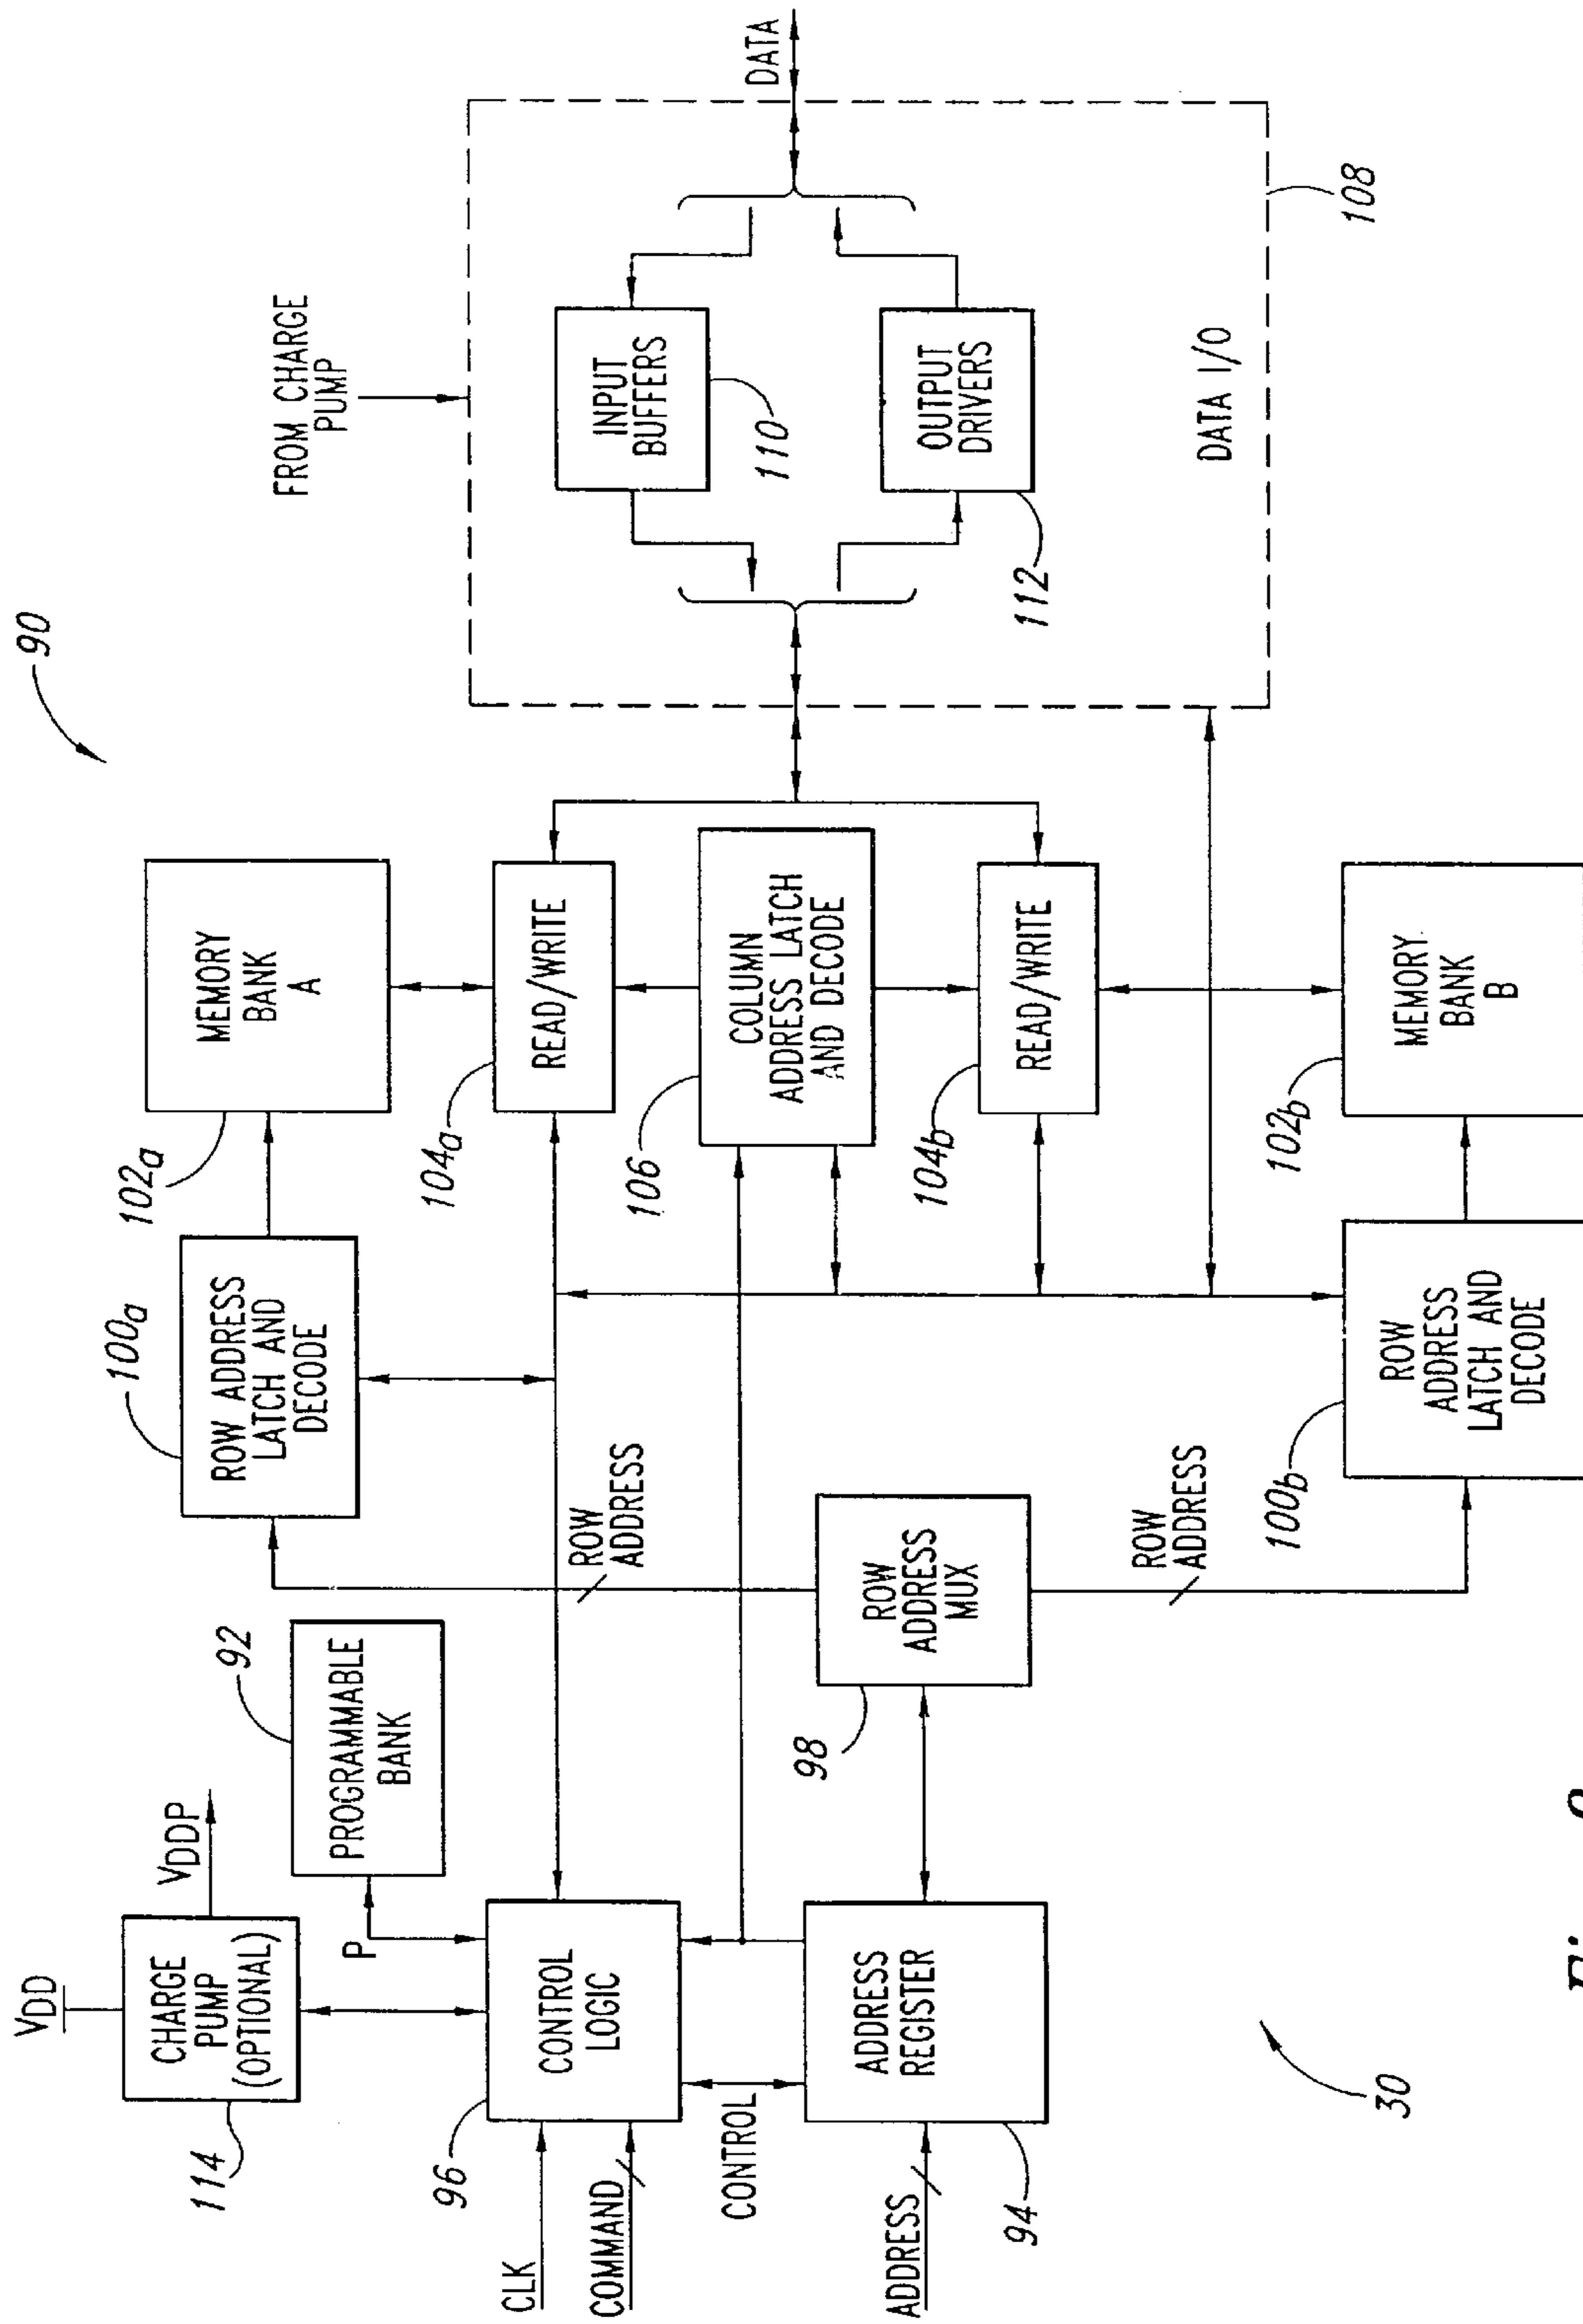 90
VDD
CHARGE
PUMP
(OPTIONAL)
114
VDDP
PROGRAMMABLE
BANK
92
P
CLK
COMMAND
96
CONTROL
LOGIC
CONTROL
ADDRESS
ADDRESS
REGISTER
94
30
ROW
ADDRESS
MUX
98
ROW
ADDRESS
ROW
ADDRESS
ROW ADDRESS
LATCH AND
DECODE
100a
ROW
ADDRESS
LATCH AND
DECODE
100b
MEMORY
BANK
A
102a
READ/WRITE
104a
COLUMN
ADDRESS LATCH
AND DECODE
106
READ/WRITE
104b
MEMORY
BANK
B
102b
FROM CHARGE
PUMP
INPUT
BUFFERS
110
OUTPUT
DRIVERS
112
DATA I/O
108
DATA